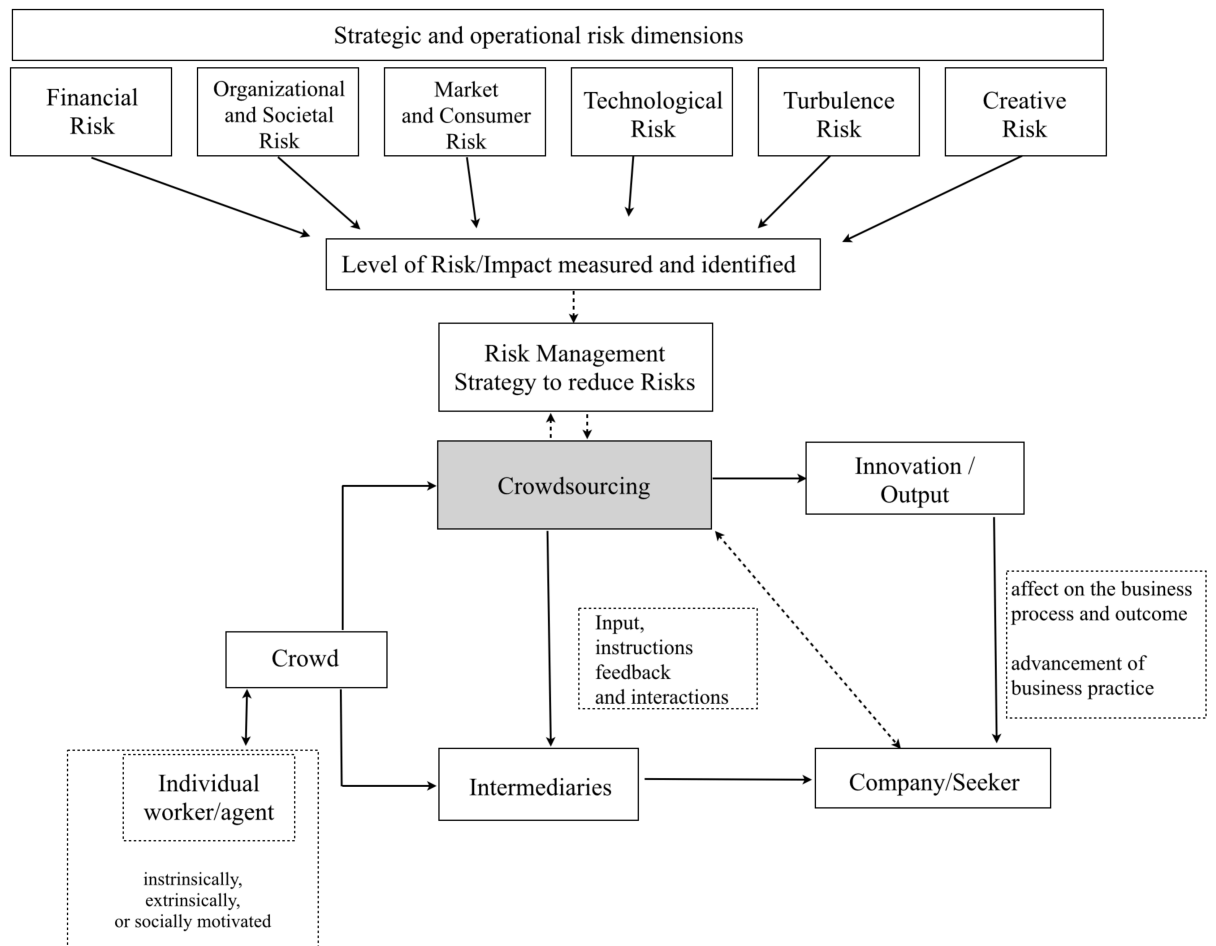 Strategic and operational risk dimensions
Financial
Risk
Organizational
and Societal
Risk
Market
and Consumer
Risk
Technological
Risk
Turbulence
Risk
Creative
Risk
Level of Risk/Impact measured and identified
Risk Management
Strategy to reduce Risks
Crowdsourcing
Innovation /
Output
affect on the business
process and outcome
advancement of
business practice
Input,
instructions
feedback
and interactions
Crowd
Intermediaries
Company/Seeker
Individual
worker/agent
instrinsically,
extrinsically,
or socially motivated